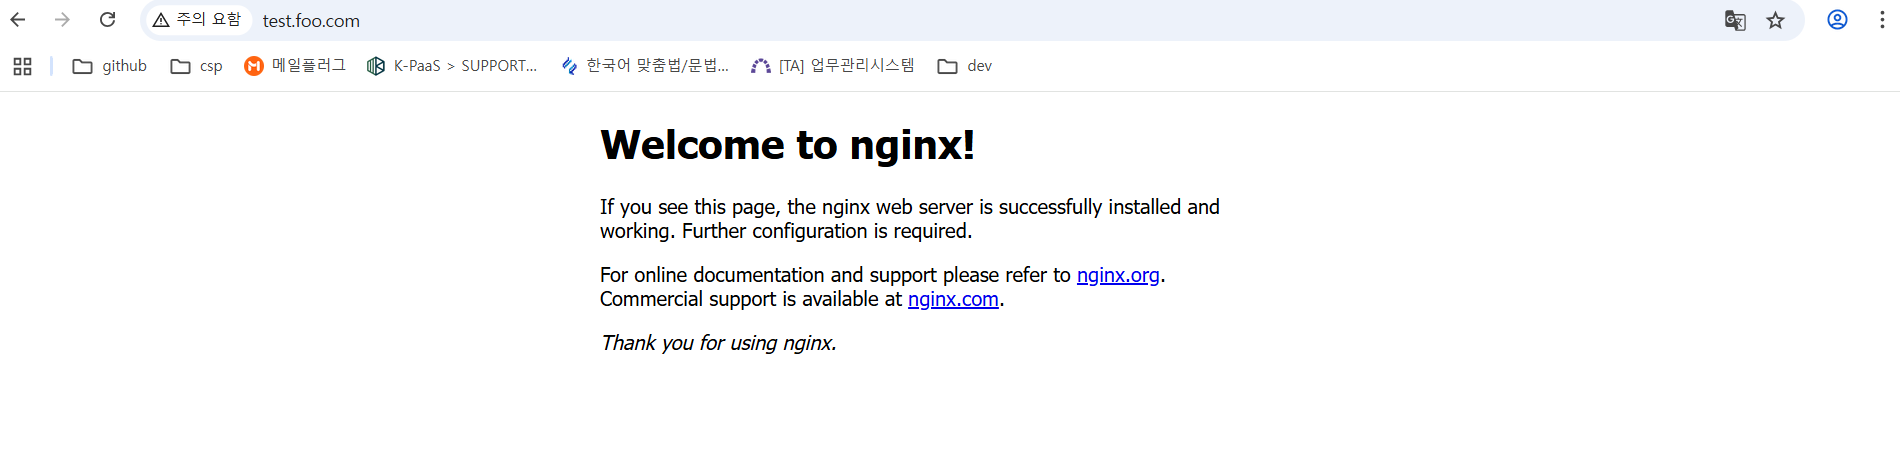 주의 요함 test.foo.com
github csp 메일플러그 K-PaaS > SUPPORT... 한국어 맞춤법/문법... [TA] 업무관리시스템 dev
Welcome to nginx!
If you see this page, the nginx web server is successfully installed and
working. Further configuration is required.
For online documentation and support please refer to nginx.org.
Commercial support is available at nginx.com.
Thank you for using nginx.